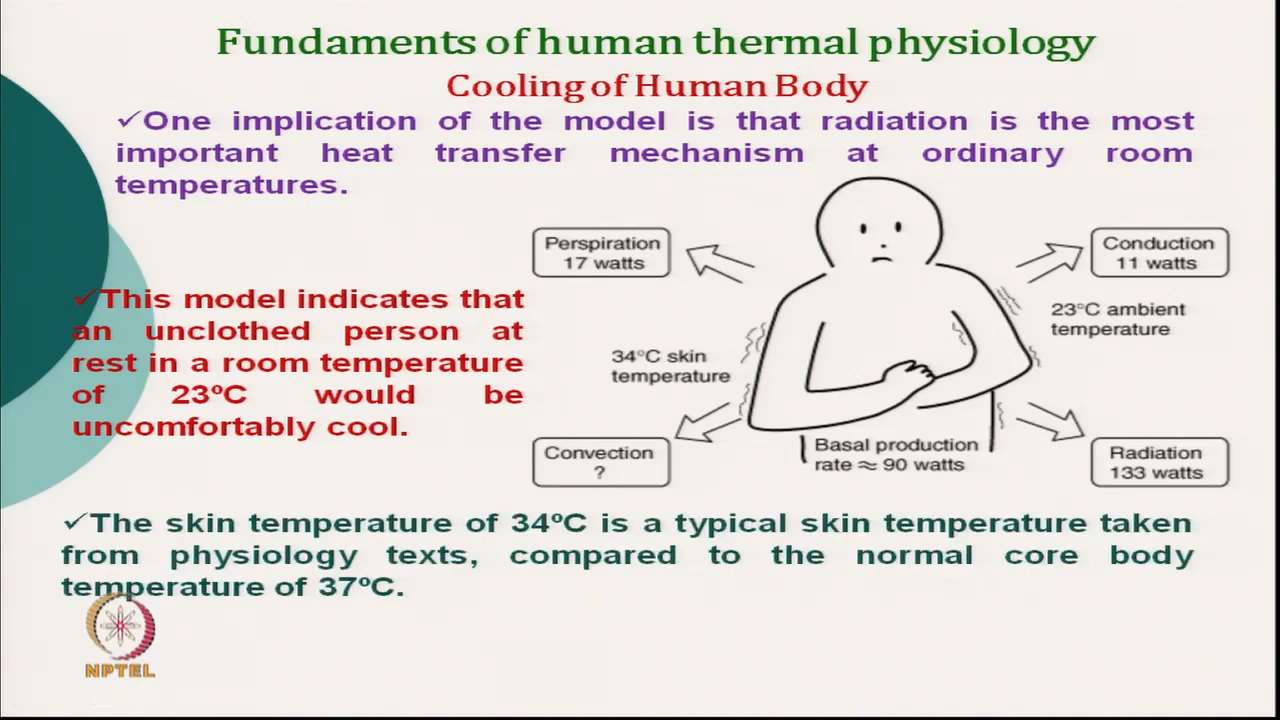 Fundaments of human thermal physiology
Cooling of Human Body
✓One implication of the model is that radiation is the most
important heat transfer mechanism at ordinary room
temperatures.
Perspiration
17 watts
Conduction
11 watts
✓This model indicates that
an unclothed person at
rest in a room temperature
of 23ºC would be
uncomfortably cool.
23°C ambient
temperature
34°C skin
temperature
Convection
?
Basal production
rate ≈ 90 watts
Radiation
133 watts
✓The skin temperature of 34ºC is a typical skin temperature taken
from physiology texts, compared to the normal core body
temperature of 37ºC.
NPTEL